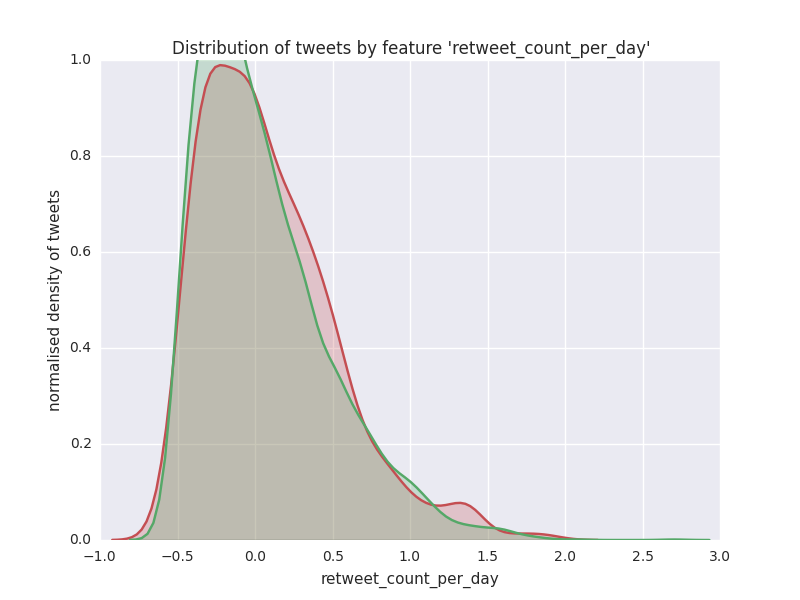 Distribution of tweets by feature 'retweet_count_per_day'
1.0
0.8
0.6
0.4
0.2
0.0
normalised density of tweets
−1.0 −0.5 0.0 0.5 1.0 1.5 2.0 2.5 3.0
retweet_count_per_day